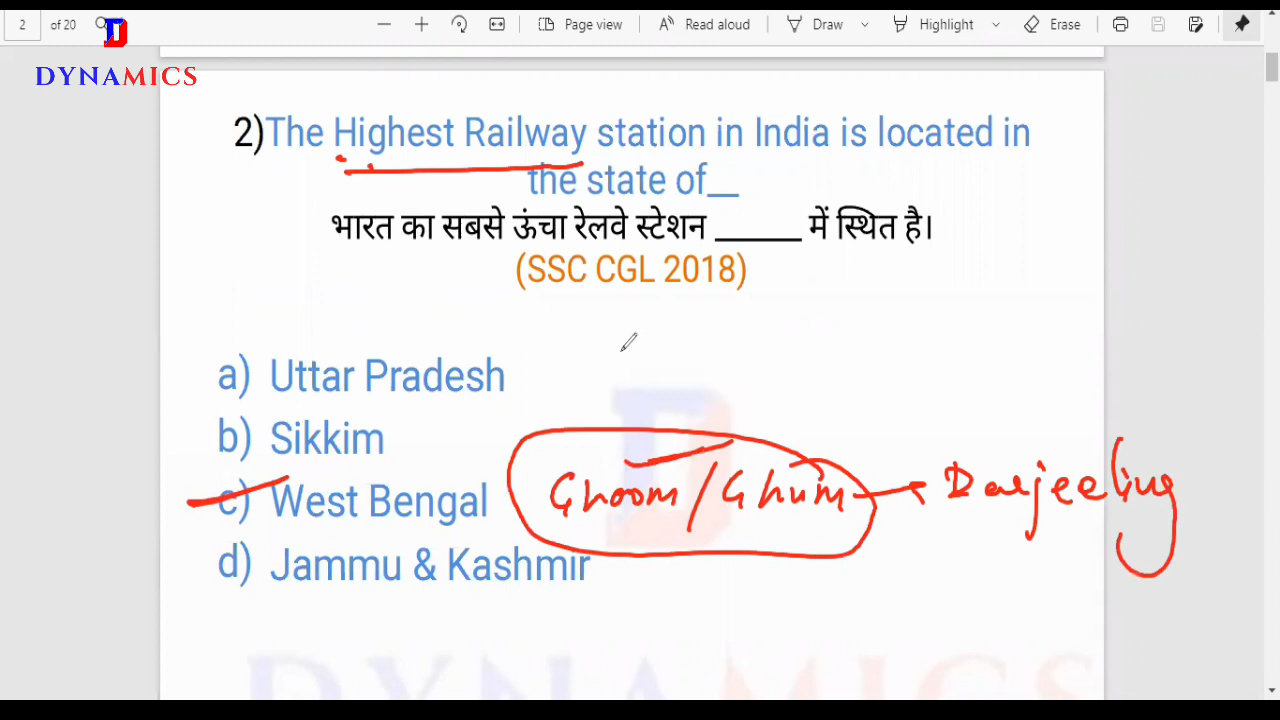 2 of 20 Page view Read aloud Draw Highlight Erase
DYNAMICS
2)The Highest Railway station in India is located in
the state of__
भारत का सबसे ऊंचा रेलवे स्टेशन ______ में स्थित है।
(SSC CGL 2018)
a) Uttar Pradesh
b) Sikkim
c) West Bengal Ghoom / Ghum → Darjeeling
d) Jammu & Kashmir
DYNAMICS